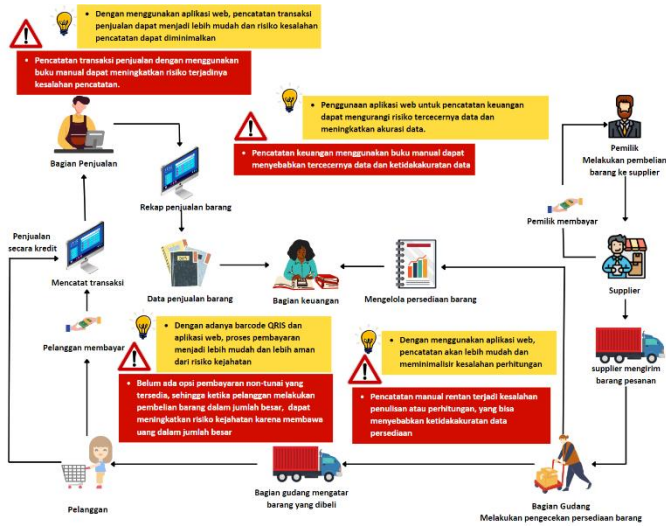 • Dengan menggunakan aplikasi web, pencatatan transaksi
penjualan dapat menjadi lebih mudah dan risiko kesalahan
pencatatan dapat diminimalkan
• Pencatatan transaksi penjualan dengan menggunakan
buku manual dapat meningkatkan risiko terjadinya
kesalahan pencatatan.
• Penggunaan aplikasi web untuk pencatatan keuangan
dapat mengurangi risiko tercecernya data dan
meningkatkan akurasi data.
• Pencatatan keuangan menggunakan buku manual dapat
menyebabkan tercecernya data dan ketidakakuratan data
Bagian Penjualan
Rekap penjualan barang
Pemilik
Melakukan pembelian
barang ke supplier
Pemilik membayar
Penjualan
secara kredit
Mencatat transaksi
Data penjualan barang
Bagian keuangan
Mengelola persediaan barang
Supplier
Pelanggan membayar
• Dengan adanya barcode QRIS dan
aplikasi web, proses pembayaran
menjadi lebih mudah dan lebih aman
dari risiko kejahatan
• Belum ada opsi pembayaran non-tunai yang
tersedia, sehingga ketika pelanggan melakukan
pembelian barang dalam jumlah besar, dapat
meningkatkan risiko kejahatan karena membawa
uang dalam jumlah besar
• Dengan menggunakan aplikasi web,
pencatatan akan lebih mudah dan
meminimalisir kesalahan perhitungan
• Pencatatan manual rentan terjadi kesalahan
penulisan atau perhitungan, yang bisa
menyebabkan ketidakakuratan data
persediaan
supplier mengirim
barang pesanan
Pelanggan
Bagian gudang mengatar
barang yang dibeli
Bagian Gudang
Melakukan pengecekan persediaan barang